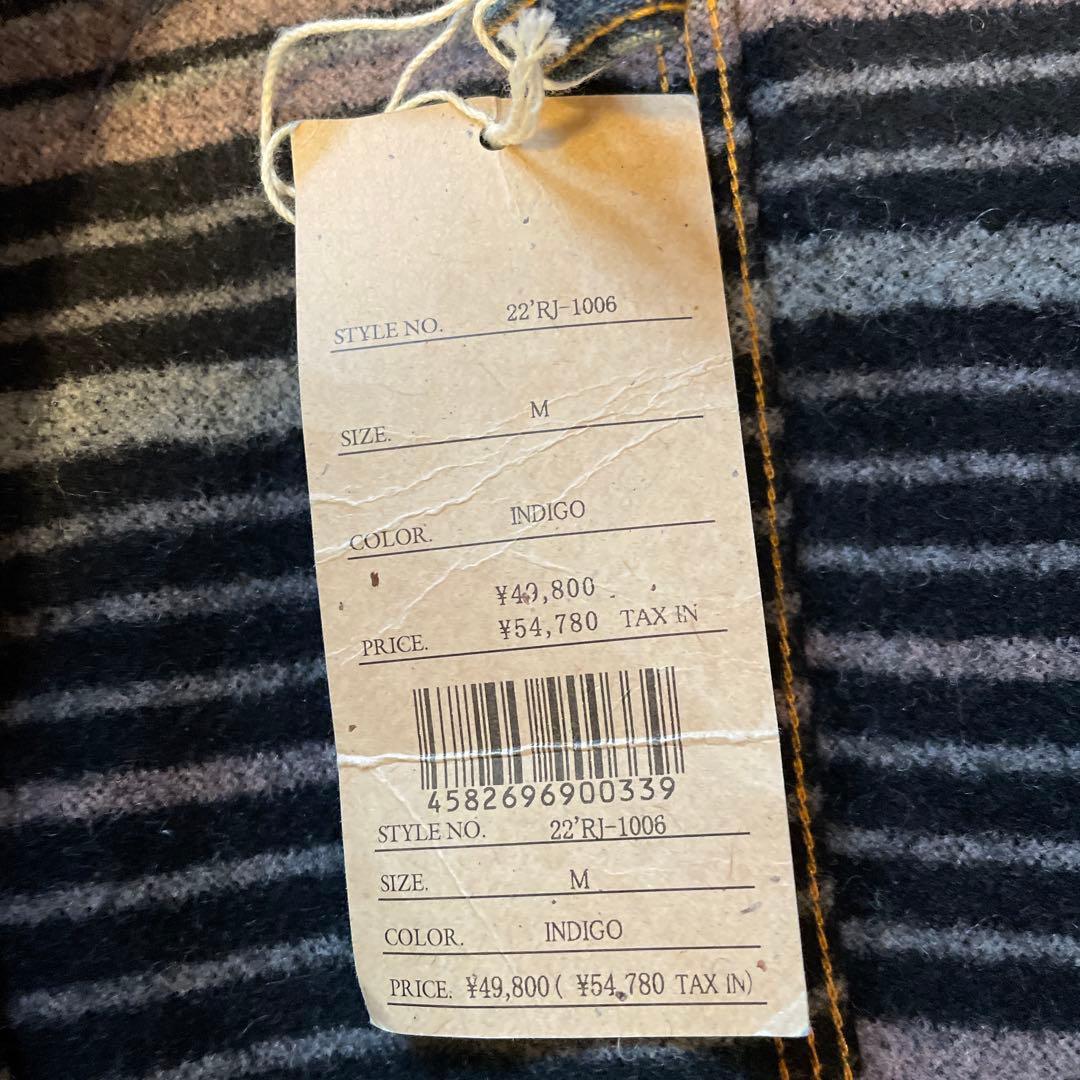 STYLE NO. 22'RJ-1006
SIZE. M
COLOR. INDIGO
¥49,800
PRICE. ¥54,780 TAX IN
4582696900339
STYLE NO. 22'RJ-1006
SIZE. M
COLOR. INDIGO
PRICE. ¥49,800 ( ¥54,780 TAX IN)